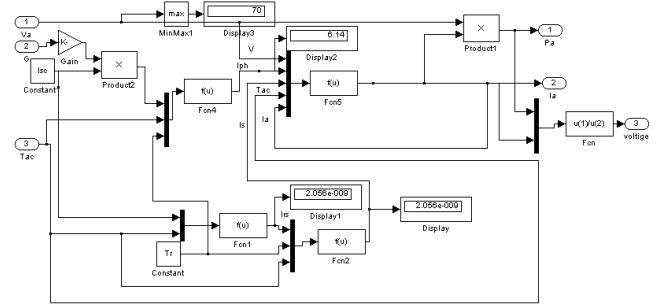 1
Va
max
MinMax1
70
Display3
×
Product1
1
Pa
2
G
K-
Gain
×
Product2
Isc
Constant
V
Iph
6.14
Display2
f(u)
Fcn4
Tac
Is
Ia
f(u)
Fcn5
2
Ia
u(1)/u(2)
Fcn
3
voltige
3
Tac
f(u)
Fcn1
2.056e-009
Display1
2.056e-009
Display
Irs
f(u)
Fcn2
Tr
Constant